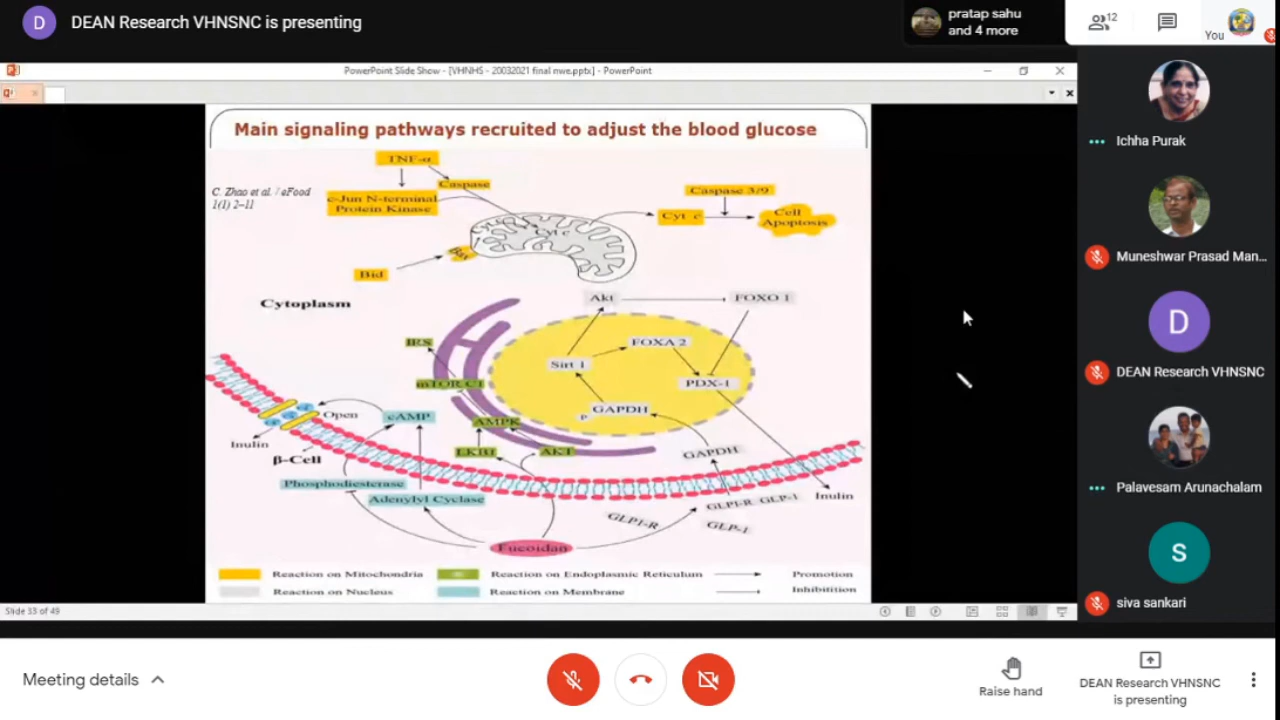 D
DEAN Research VHNSNC is presenting
pratap sahu
and 4 more
12
You
PowerPoint Slide Show - [VHNHS - 20032021 final mwe.pptx] - PowerPoint
Main signaling pathways recruited to adjust the blood glucose
C. Zhao et al. / eFood
1(1) 2–11
TNF-α
Caspase
c-Jun N-terminal
Protein Kinase
Caspase 3/9
Cyt c
Cell
Apoptosis
Cyt c
Bax
Bid
Cytoplasm
Akt
FOXO 1
IRS
FOXA 2
Sirt 1
mTOR C1
PDX-1
GAPDH
P
Open
cAMP
AMPK
Inulin
β-Cell
LKB1
AKT
GAPDH
Phosphodiesterase
Adenylyl Cyclase
GLP1-R
GLP1-R GLP-1
GLP-1
Inulin
Fucoidan
Reaction on Mitochondria
Reaction on Endoplasmic Reticulum
Promotion
Reaction on Nucleus
Reaction on Membrane
Inhibitition
Slide 33 of 49
Ichha Purak
Muneshwar Prasad Man...
D
DEAN Research VHNSNC
Palavesam Arunachalam
S
siva sankari
Meeting details
Raise hand
DEAN Research VHNSNC
is presenting